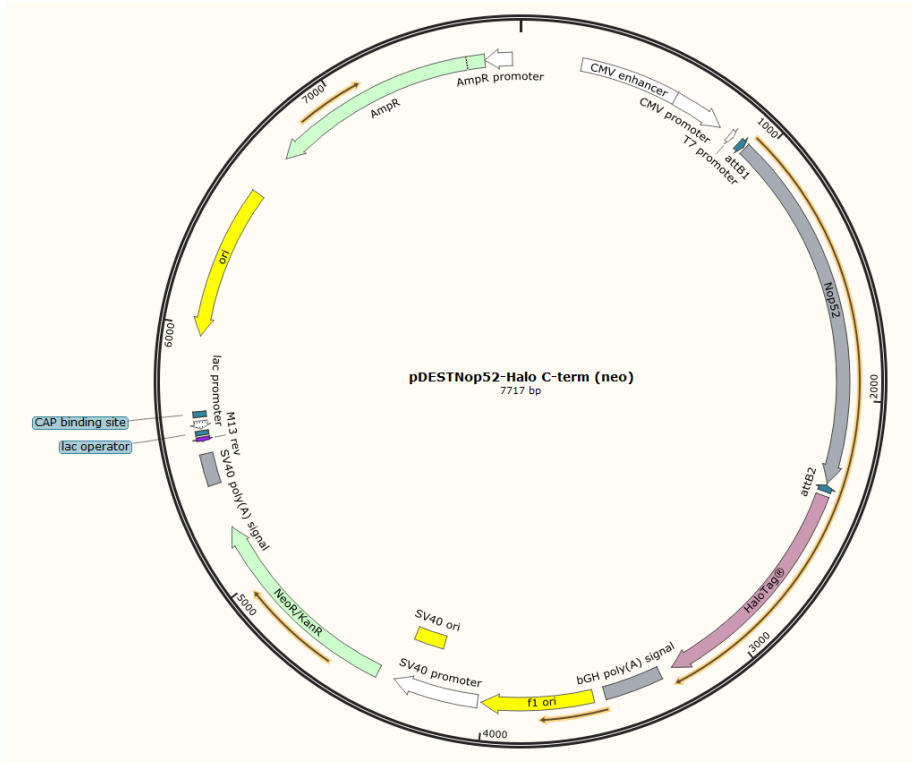 CMV enhancer
CMV promoter
T7 promoter
attB1
1000
Nop52
2000
attB2
HaloTag®
3000
bGH poly(A) signal
f1 ori
4000
SV40 promoter
SV40 ori
NeoR/KanR
5000
SV40 poly(A) signal
M13 rev
lac operator
lac promoter
CAP binding site
6000
ori
AmpR
7000
AmpR promoter
pDESTNop52-Halo C-term (neo)
7717 bp